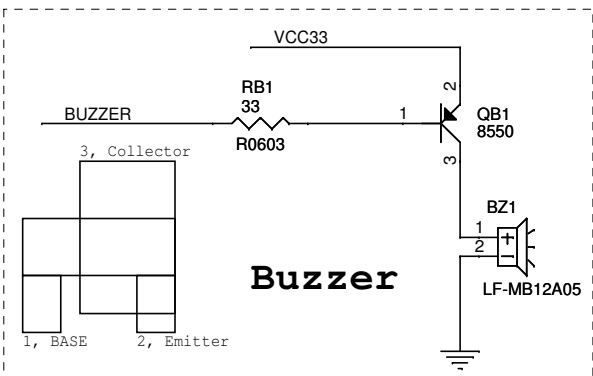 VCC33
RB1
33
2
BUZZER
1
QB1
8550
R0603
3, Collector
3
BZ1
1
2
Buzzer
LF-MB12A05
1, BASE
2, Emitter